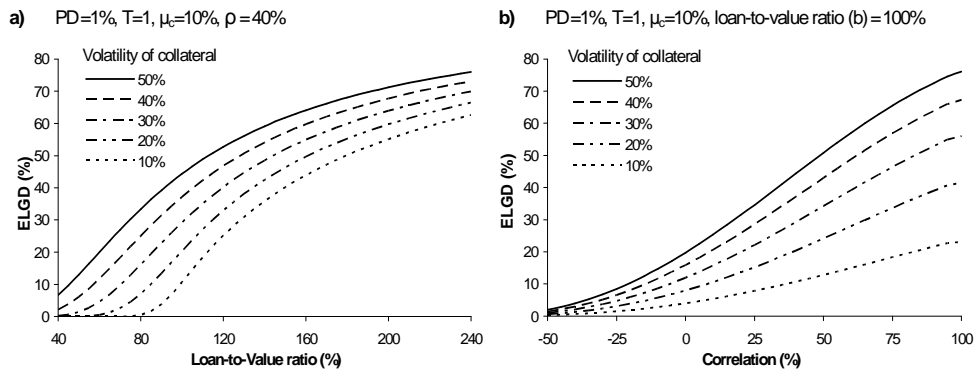 a) PD=1%, T=1, μc=10%, ρ = 40%
80
70
60
50
40
30
20
10
0
ELGD (%)
Volatility of collateral
50%
40%
30%
20%
10%
40 80 120 160 200 240
Loan-to-Value ratio (%)
b) PD=1%, T=1, μc=10%, loan-to-value ratio (b) = 100%
80
70
60
50
40
30
20
10
0
ELGD (%)
Volatility of collateral
50%
40%
30%
20%
10%
-50 -25 0 25 50 75 100
Correlation (%)